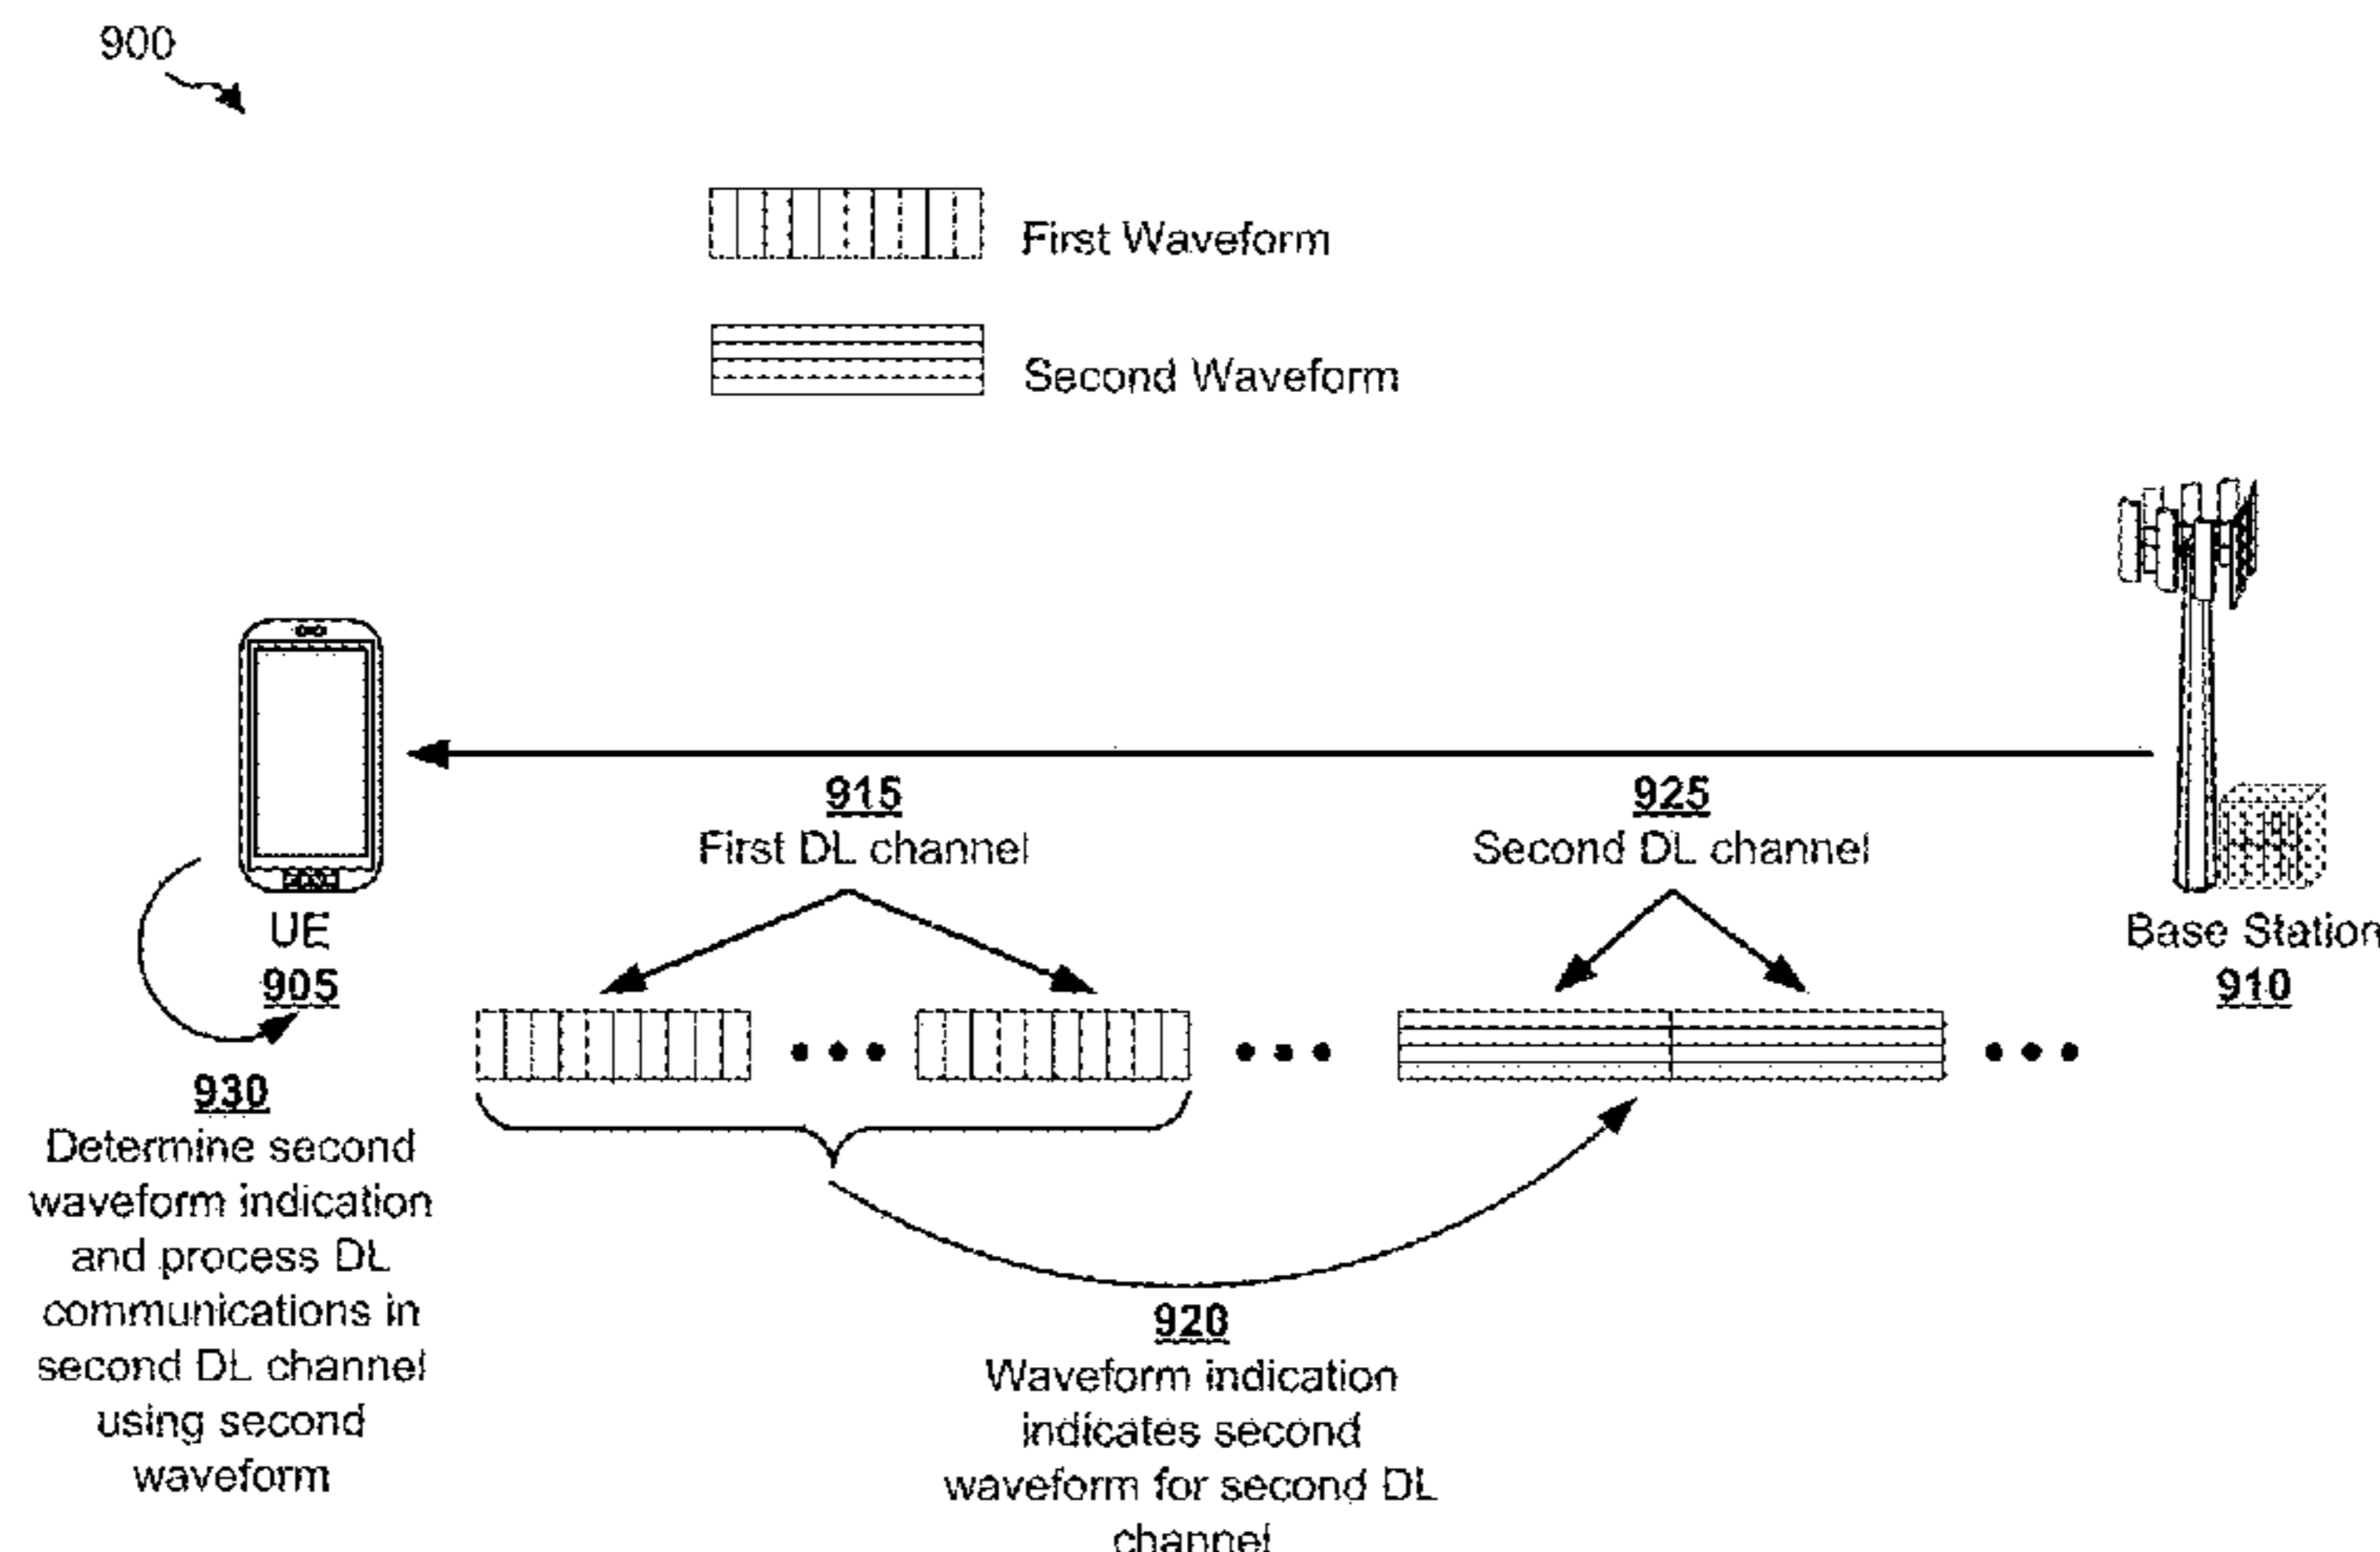 900
First Waveform
Second Waveform
915
First DL channel
925
Second DL channel
UE
905
Base Station
910
930
Determine second
waveform indication
and process DL
communications in
second DL channel
using second
waveform
920
Waveform indication
indicates second
waveform for second DL
channel